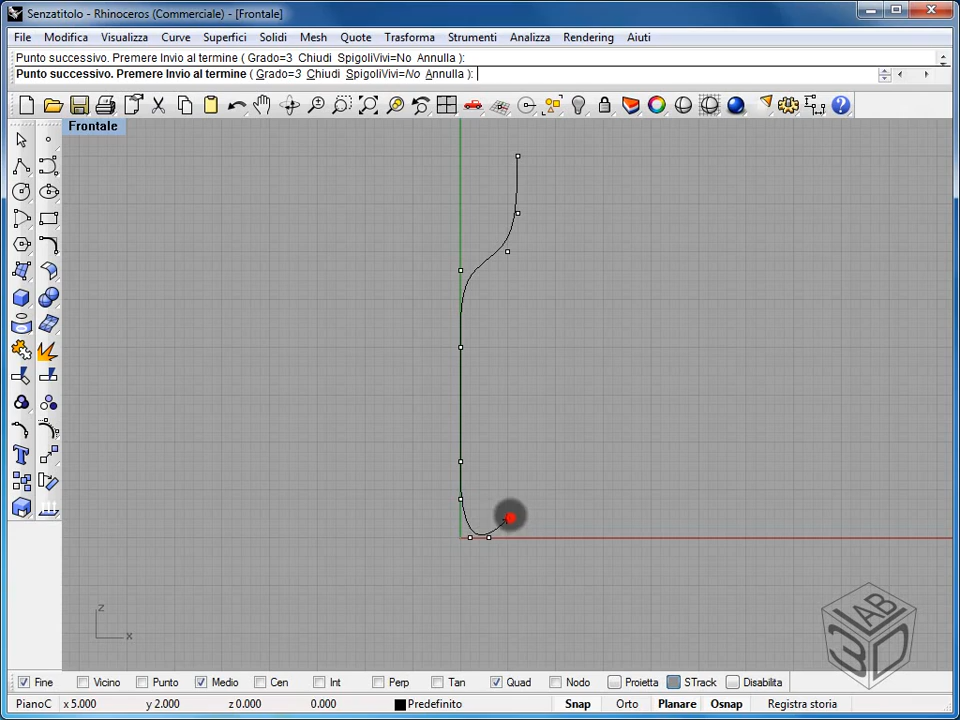 Senzatitolo - Rhinoceros (Commerciale) - [Frontale]
File Modifica Visualizza Curve Superfici Solidi Mesh Quote Trasforma Strumenti Analizza Rendering Aiuti
Punto successivo. Premere Invio al termine ( Grado=3 Chiudi SpigoliVivi=No Annulla ):
Punto successivo. Premere Invio al termine ( Grado=3 Chiudi SpigoliVivi=No Annulla ):
Frontale
z
x
LAB
3D
Fine Vicino Punto Medio Cen Int Perp Tan Quad Nodo Proietta STrack Disabilita
PianoC x 5.000 y 2.000 z 0.000 0.000 Predefinito Snap Orto Planare Osnap Registra storia